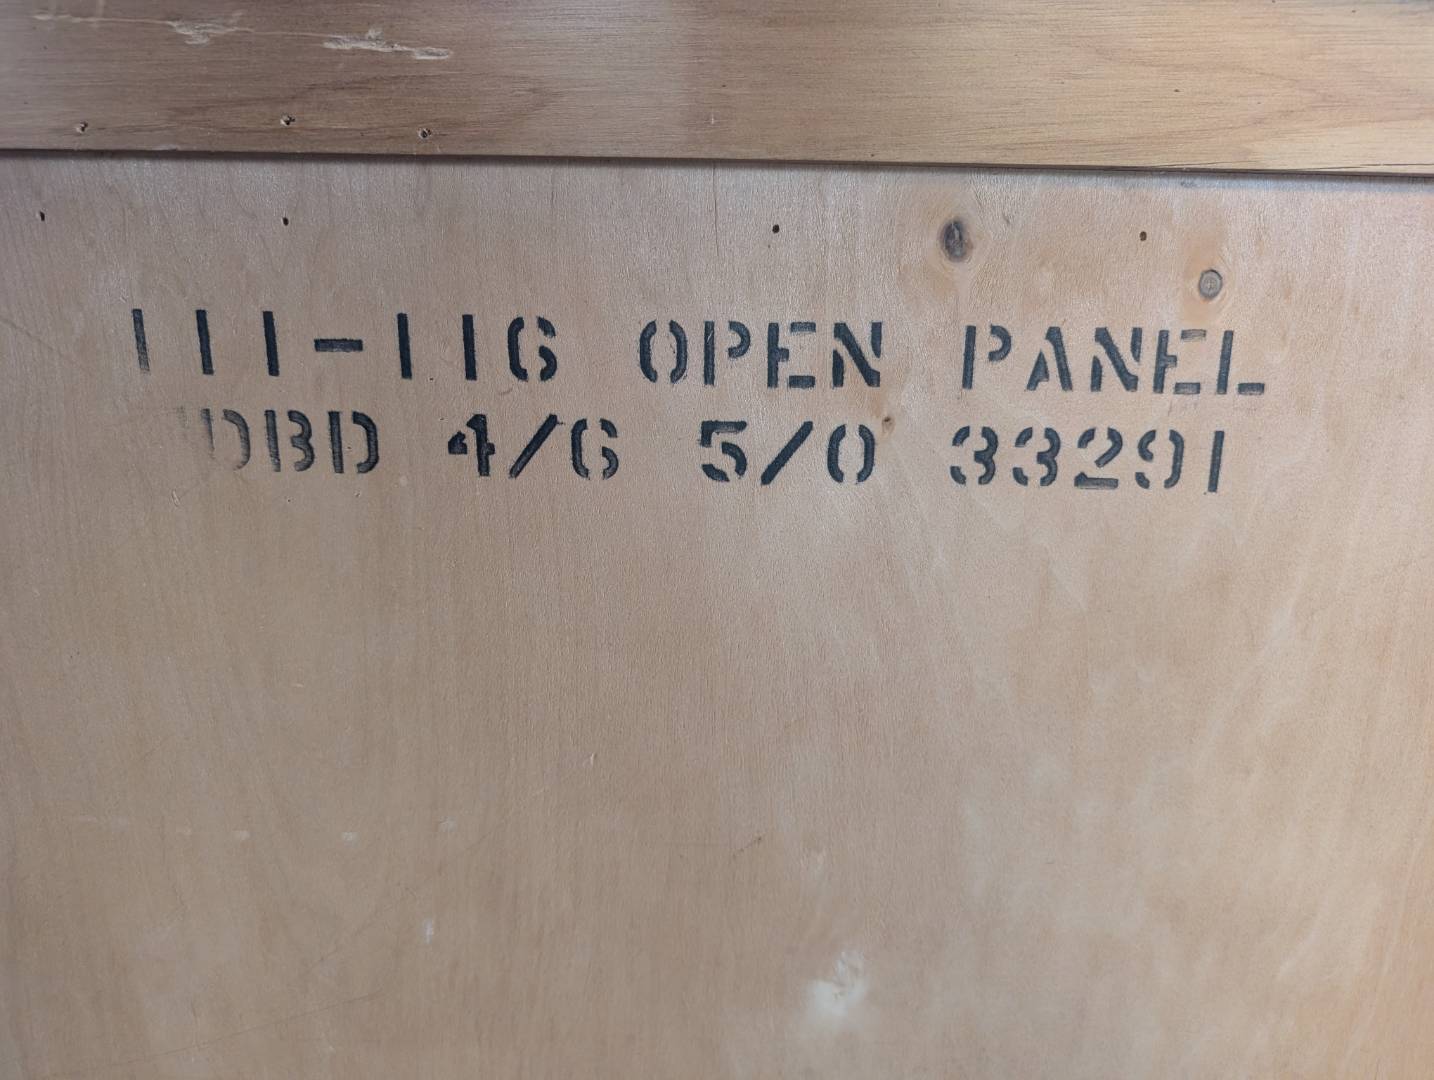 111-116 OPEN PANEL
DBD 4/6 5/0 33291